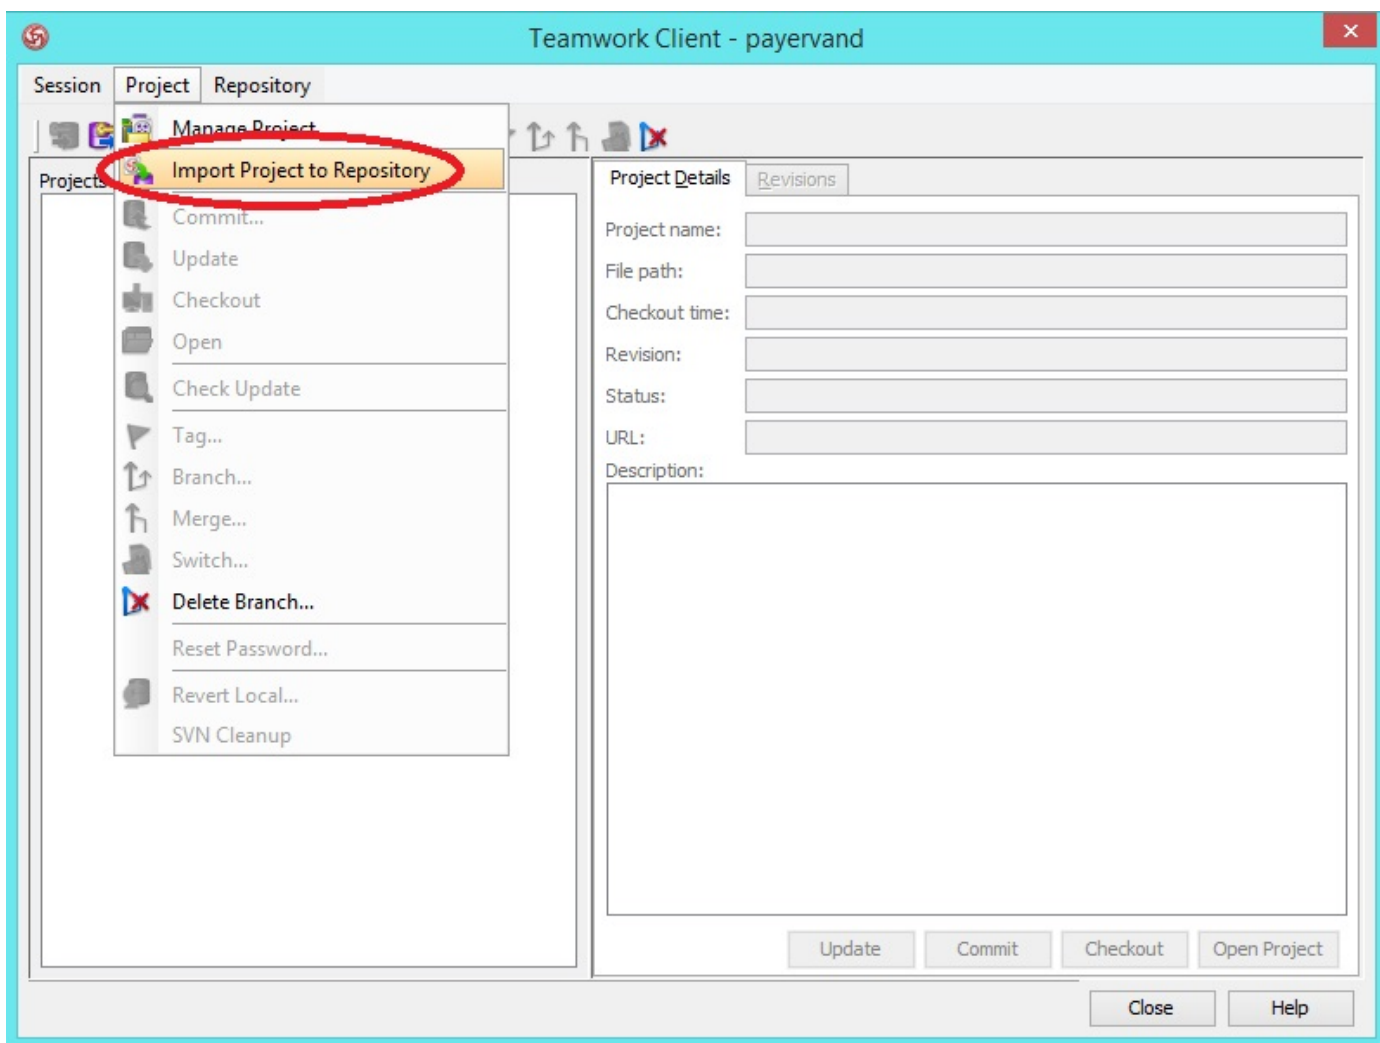 Teamwork Client - payervand
Session Project Repository
Manage Project
Import Project to Repository
Projects
Commit...
Update
Checkout
Open
Check Update
Tag...
Branch...
Merge...
Switch...
Delete Branch...
Reset Password...
Revert Local...
SVN Cleanup
Project Details Revisions
Project name:
File path:
Checkout time:
Revision:
Status:
URL:
Description:
Update Commit Checkout Open Project
Close Help